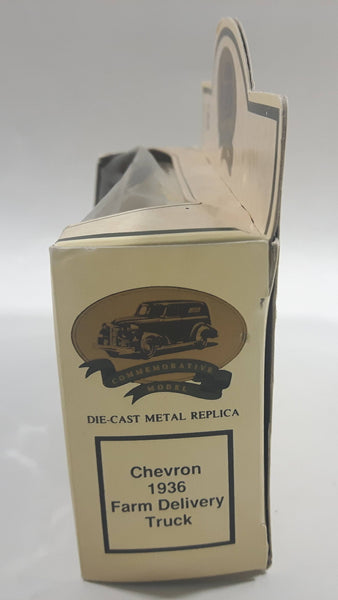 COMMEMORATIVE
MODEL
DIE-CAST METAL REPLICA
Chevron
1936
Farm Delivery
Truck